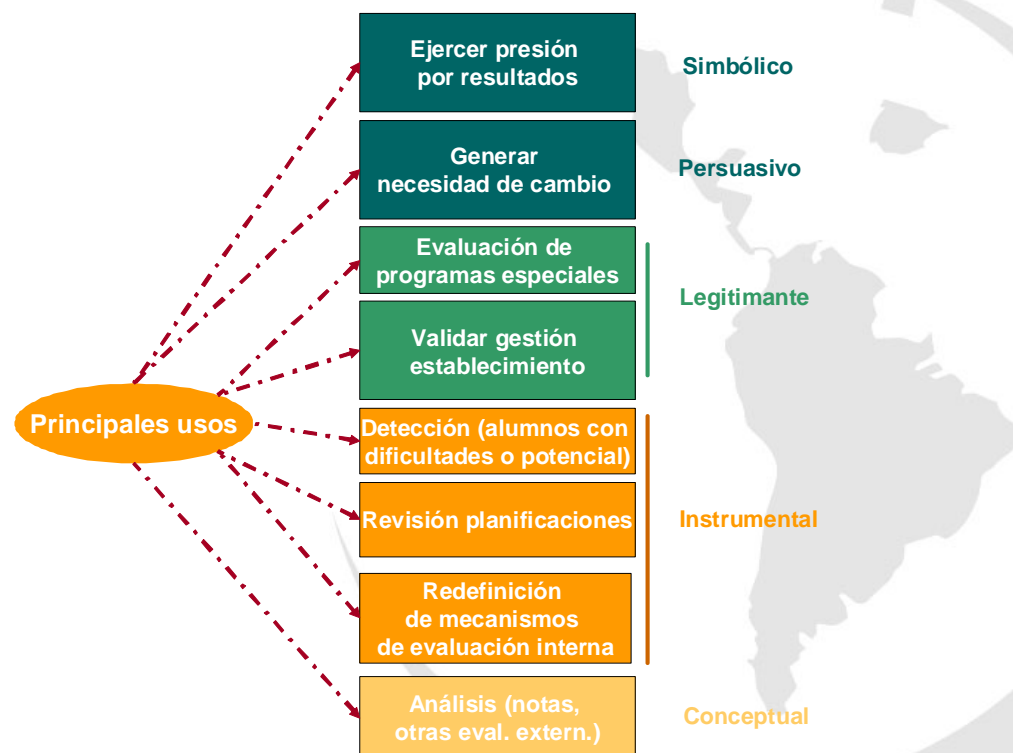 Ejercer presión
por resultados
Simbólico
Generar
necesidad de cambio
Persuasivo
Evaluación de
programas especiales
Legitimante
Validar gestión
establecimiento
Principales usos
Detección (alumnos con
dificultades o potencial)
Revisión planificaciones
Instrumental
Redefinición
de mecanismos
de evaluación interna
Análisis (notas,
otras eval. extern.)
Conceptual